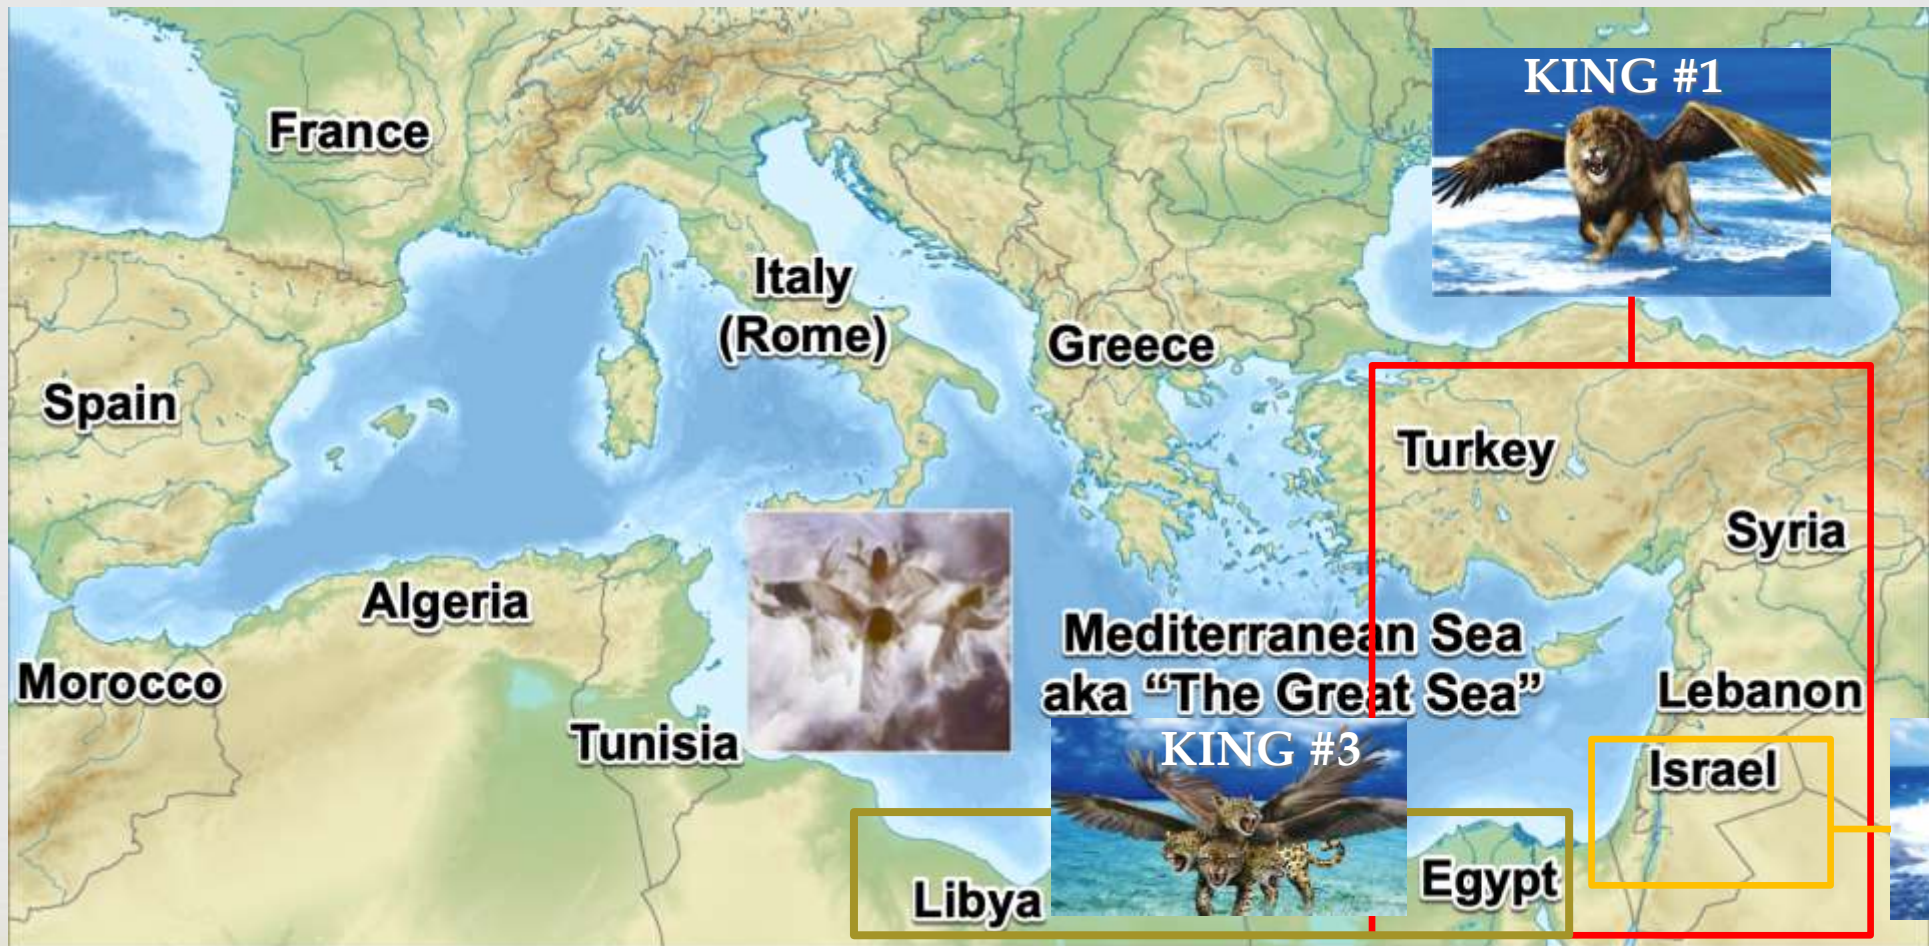 KING #1
France
Italy
(Rome)
Greece
Spain
Turkey
Syria
Algeria
Mediterranean Sea
aka “The Great Sea”
Morocco
Lebanon
Tunisia
KING #3
Israel
Egypt
Libya